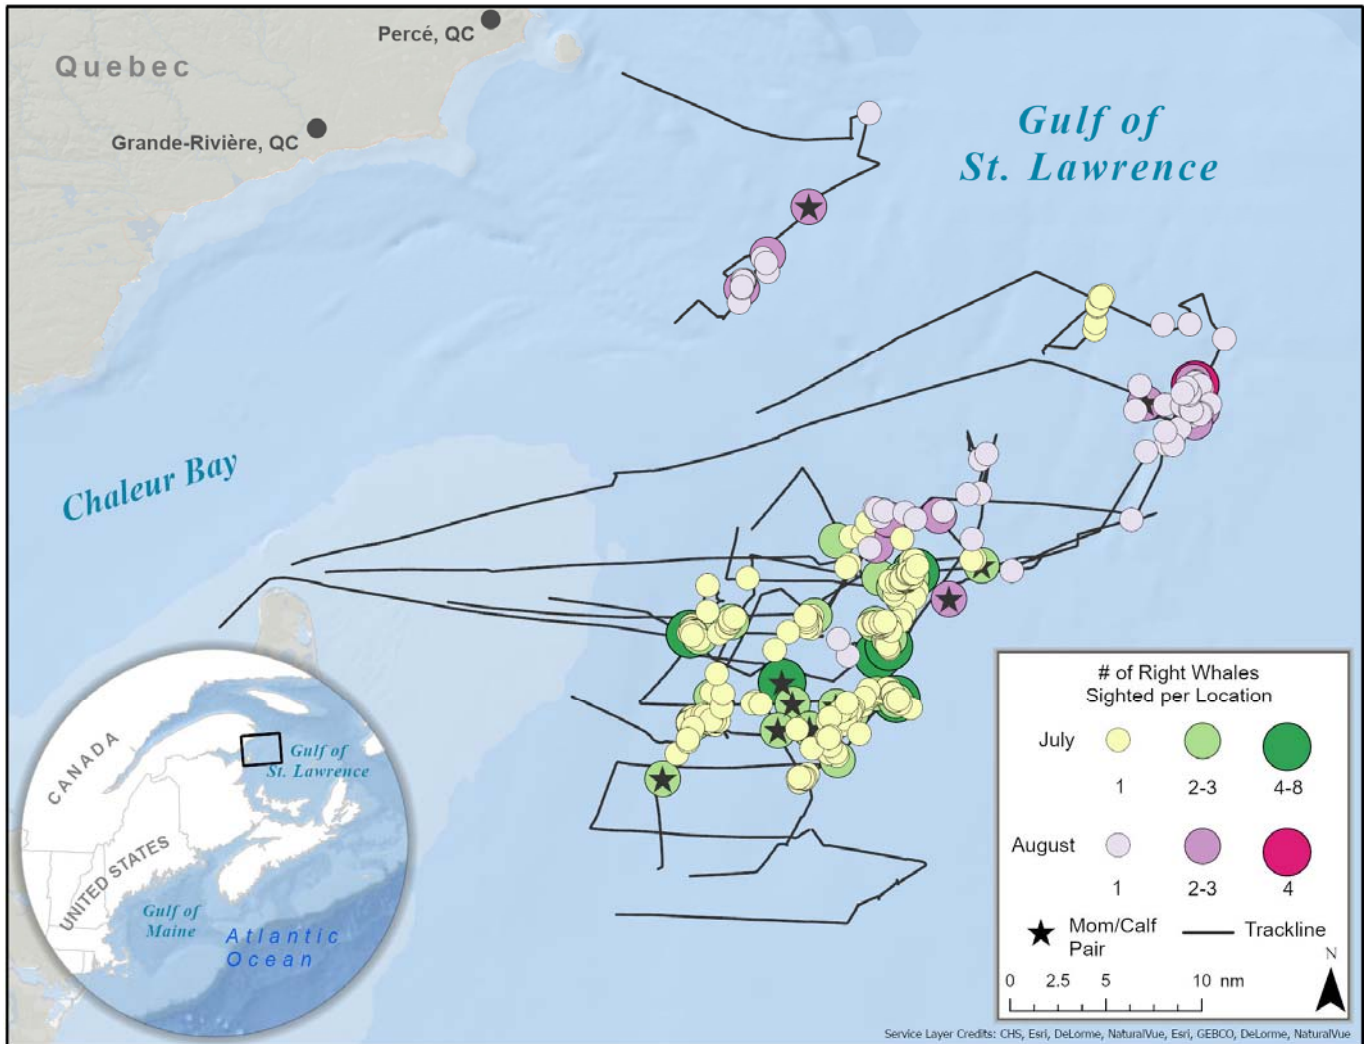 Percé, QC
Quebec
Grande-Rivière, QC
Gulf of
St. Lawrence
Chaleur Bay
CANADA
UNITED STATES
Gulf of
St. Lawrence
Gulf of
Maine
Atlantic
Ocean
# of Right Whales
Sighted per Location
July
1 2-3 4-8
August
1 2-3 4
Mom/Calf
Pair
Trackline
N
0 2.5 5 10 nm
Service Layer Credits: CHS, Esri, DeLorme, NaturalVue, Esri, GEBCO, DeLorme, NaturalVue